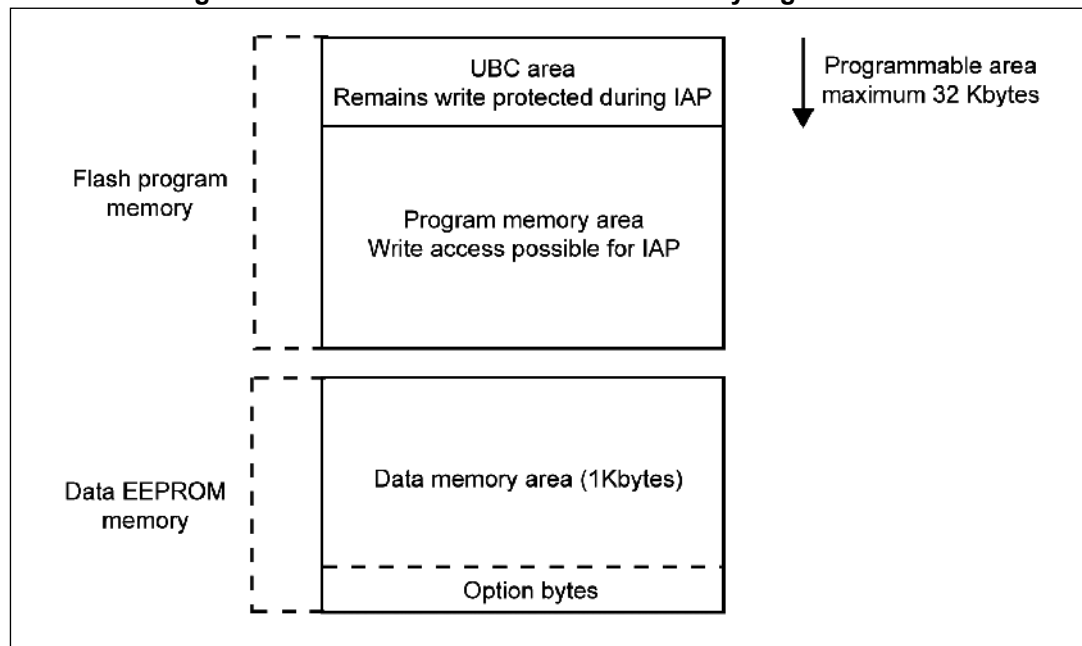 UBC area
Remains write protected during IAP
Programmable area
maximum 32 Kbytes
Flash program
memory
Program memory area
Write access possible for IAP
Data EEPROM
memory
Data memory area (1Kbytes)
Option bytes